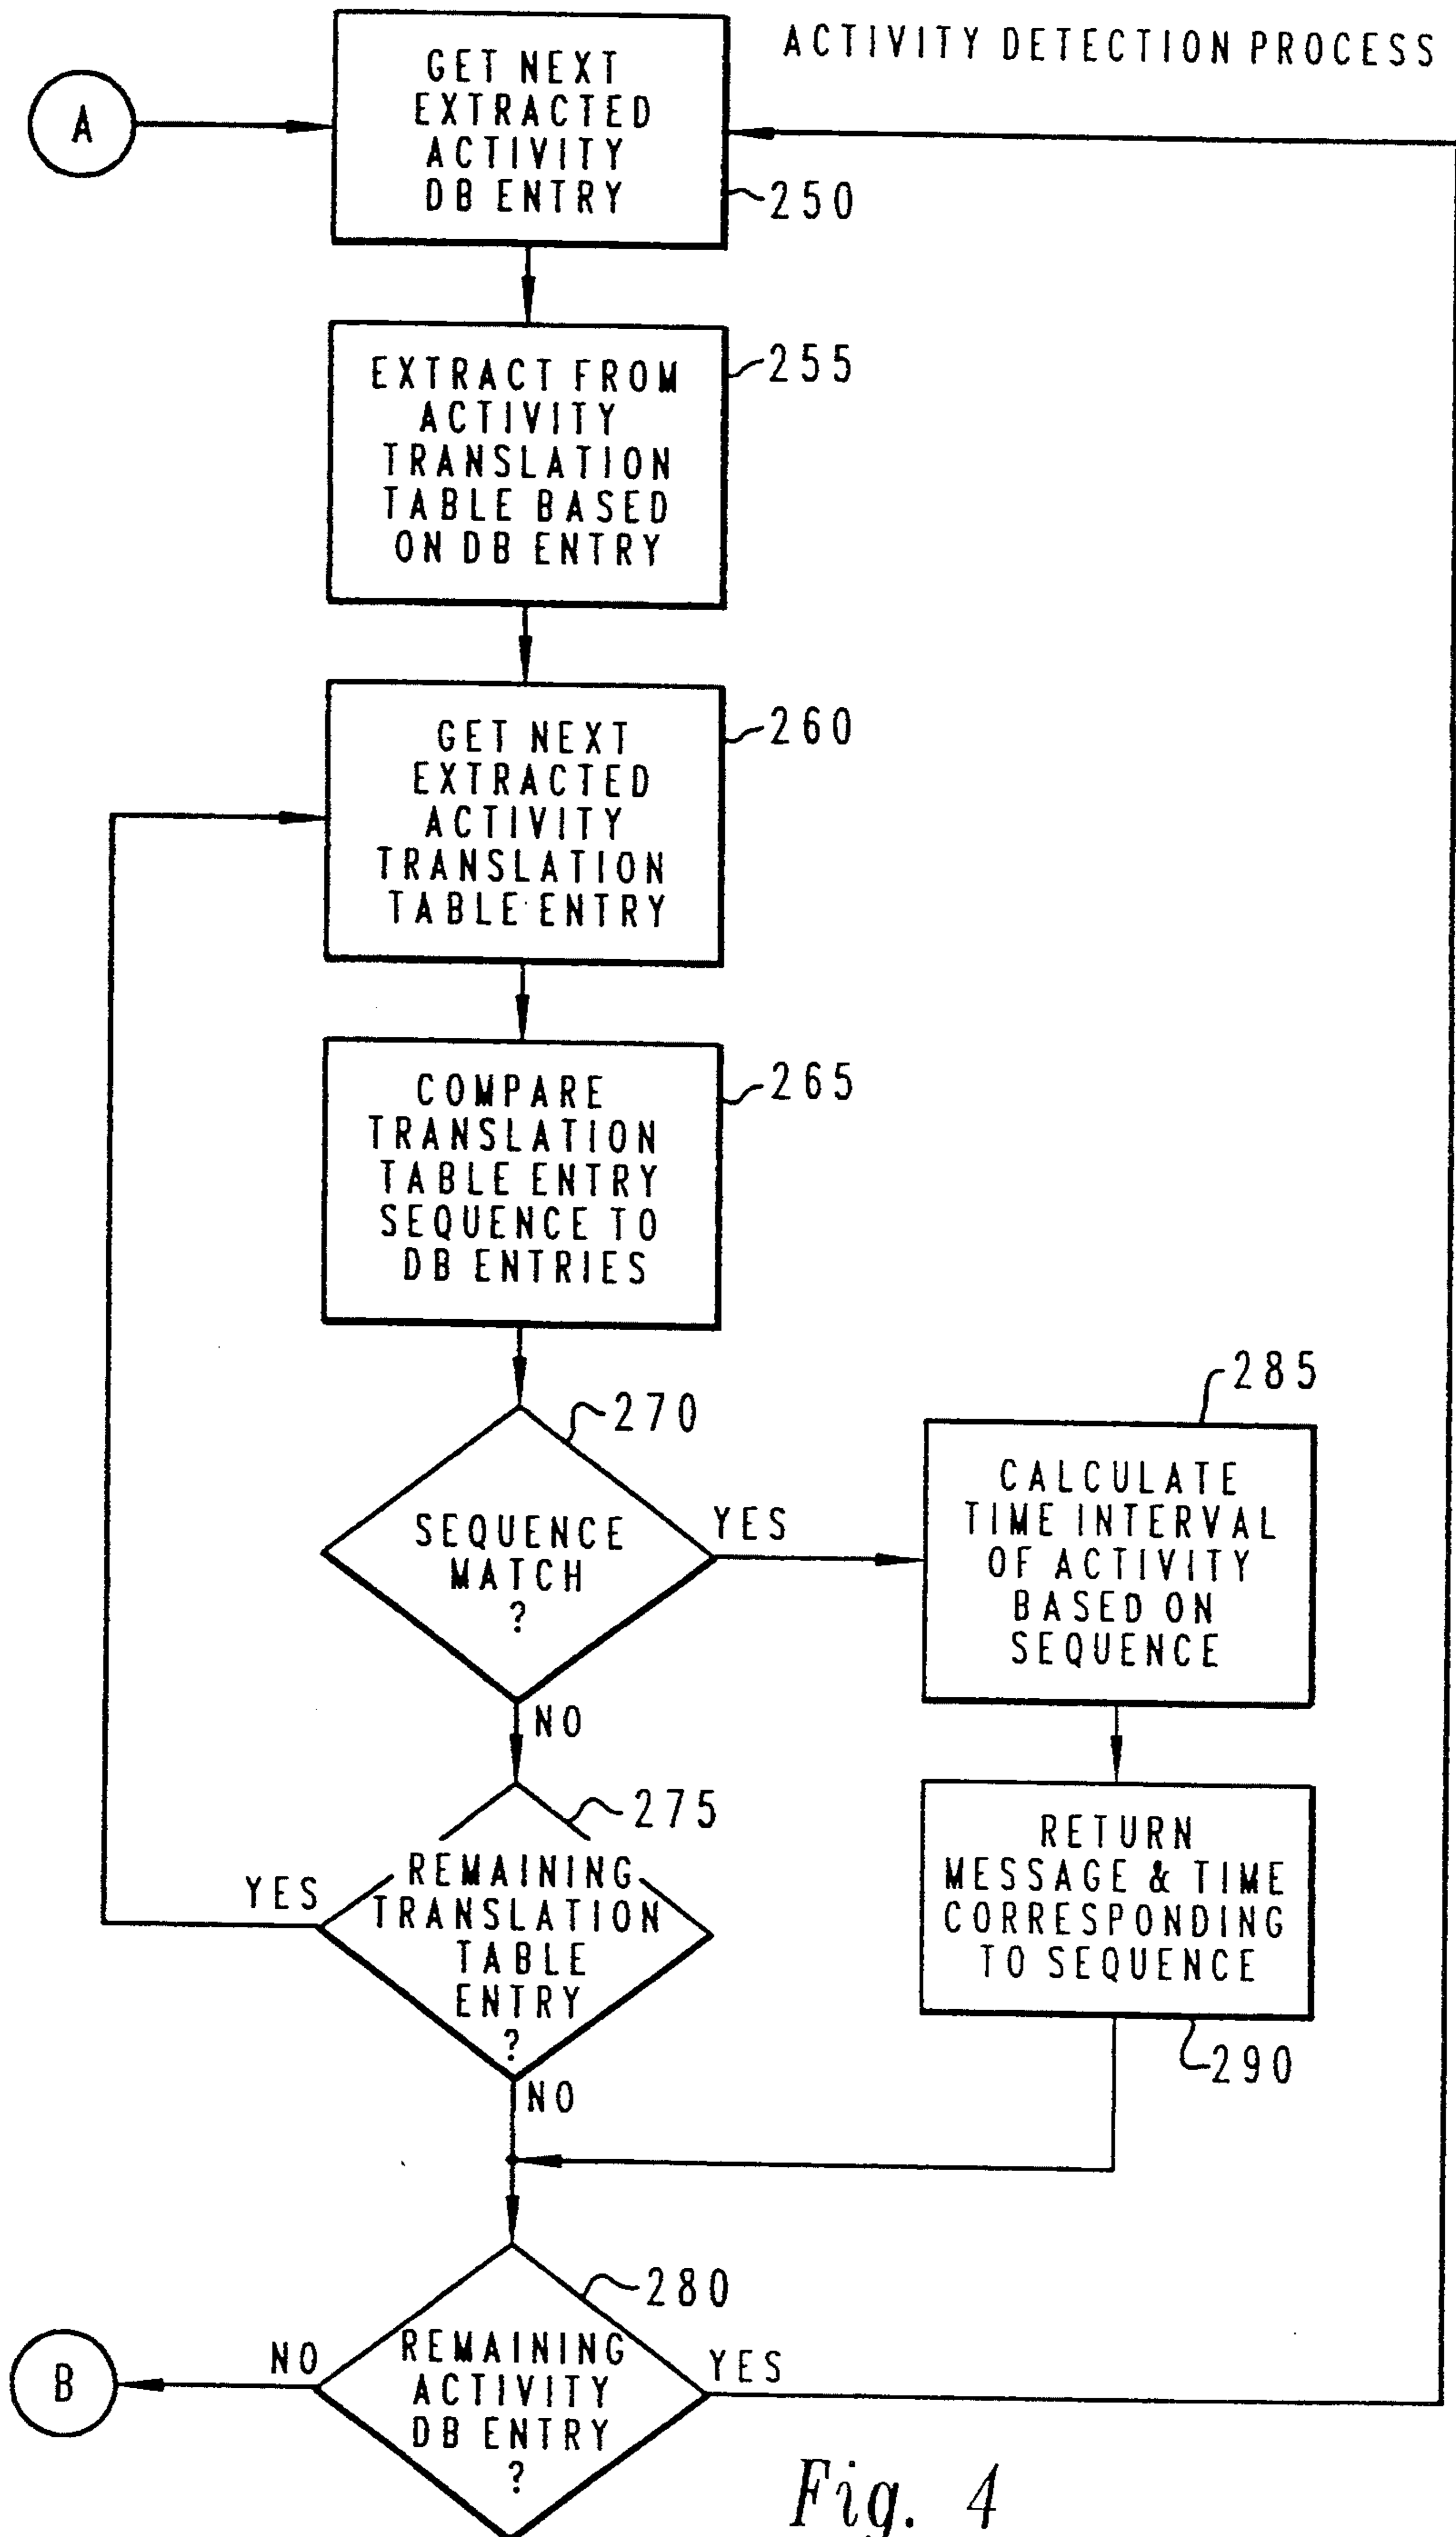 ACTIVITY DETECTION PROCESS
A
GET NEXT
EXTRACTED
ACTIVITY
DB ENTRY
250
EXTRACT FROM
ACTIVITY
TRANSLATION
TABLE BASED
ON DB ENTRY
255
GET NEXT
EXTRACTED
ACTIVITY
TRANSLATION
TABLE ENTRY
260
COMPARE
TRANSLATION
TABLE ENTRY
SEQUENCE TO
DB ENTRIES
265
270
SEQUENCE
MATCH
?
YES
NO
285
CALCULATE
TIME INTERVAL
OF ACTIVITY
BASED ON
SEQUENCE
275
REMAINING
TRANSLATION
TABLE
ENTRY
?
YES
NO
RETURN
MESSAGE & TIME
CORRESPONDING
TO SEQUENCE
290
280
REMAINING
ACTIVITY
DB ENTRY
?
NO
YES
B
Fig. 4